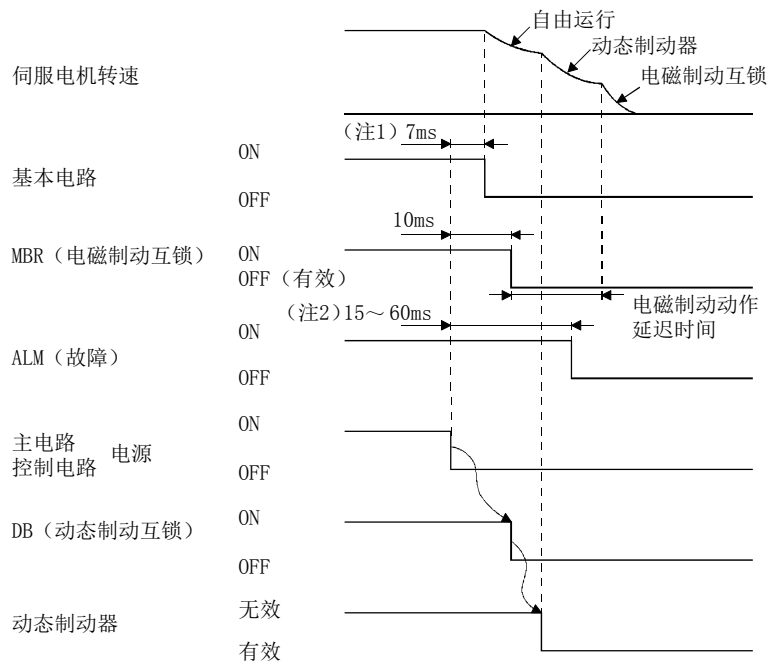 自由运行
动态制动器
电磁制动互锁
伺服电机转速
(注1) 7ms
ON
基本电路
OFF
10ms
MBR（电磁制动互锁）
ON
OFF（有效）
(注2)15～60ms
电磁制动动作
延迟时间
ON
ALM（故障）
OFF
ON
主电路
控制电路
电源
OFF
ON
DB（动态制动互锁）
OFF
无效
动态制动器
有效